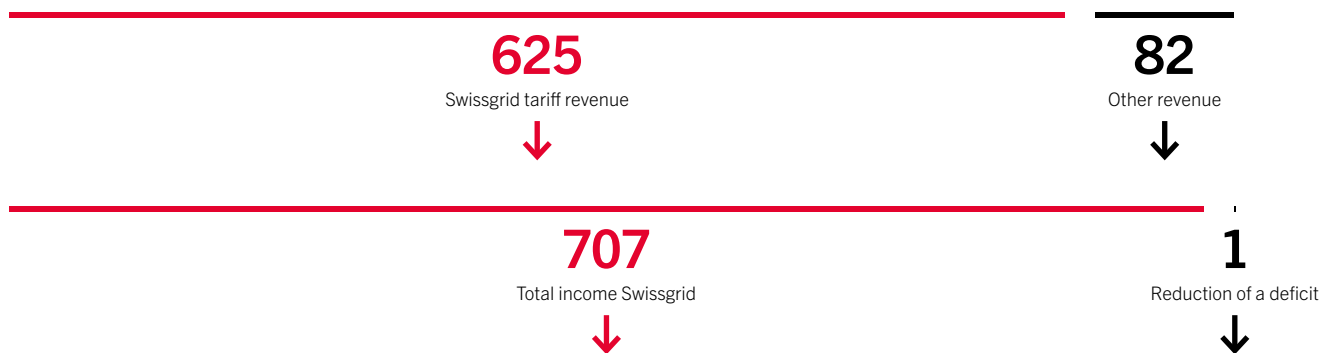 625
Swissgrid tariff revenue
82
Other revenue
707
Total income Swissgrid
1
Reduction of a deficit